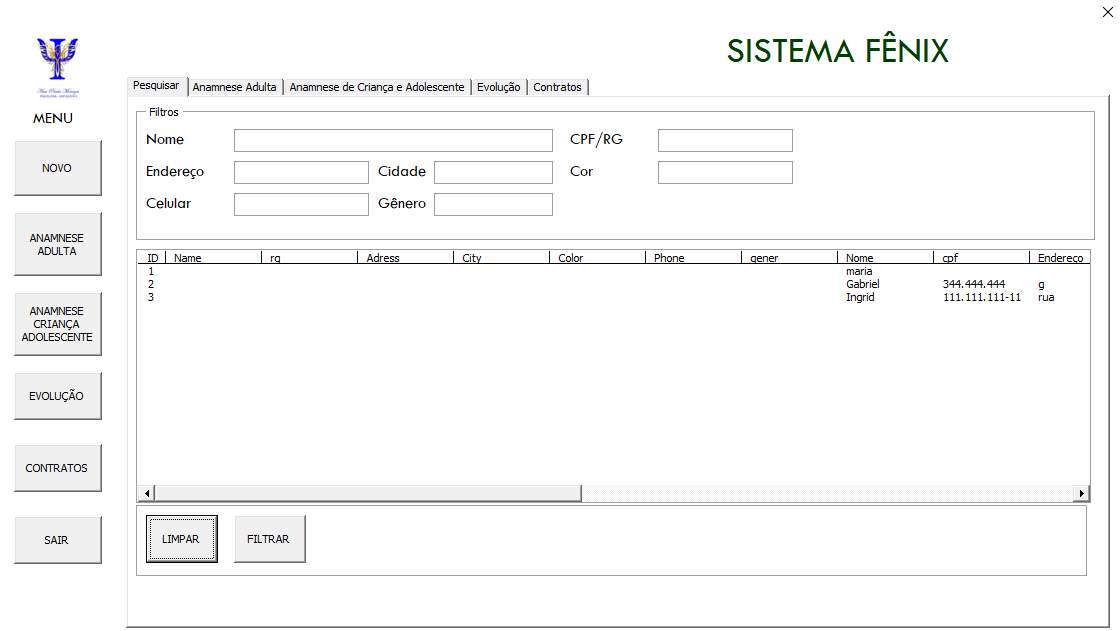 SISTEMA FÊNIX
MENU
NOVO
ANAMNESE
ADULTA
ANAMNESE
CRIANÇA
ADOLESCENTE
EVOLUÇÃO
CONTRATOS
SAIR
Pesquisar Anamnese Adulta Anamnese de Criança e Adolescente Evolução Contratos
Filtros
Nome CPF/RG
Endereço Cidade Cor
Celular Gênero
ID Name rg Adress City Color Phone gener Nome cpf Endereço
1 maria
2 Gabriel 344.444.444 g
3 Ingrid 111.111.111-11 rua
LIMPAR FILTRAR